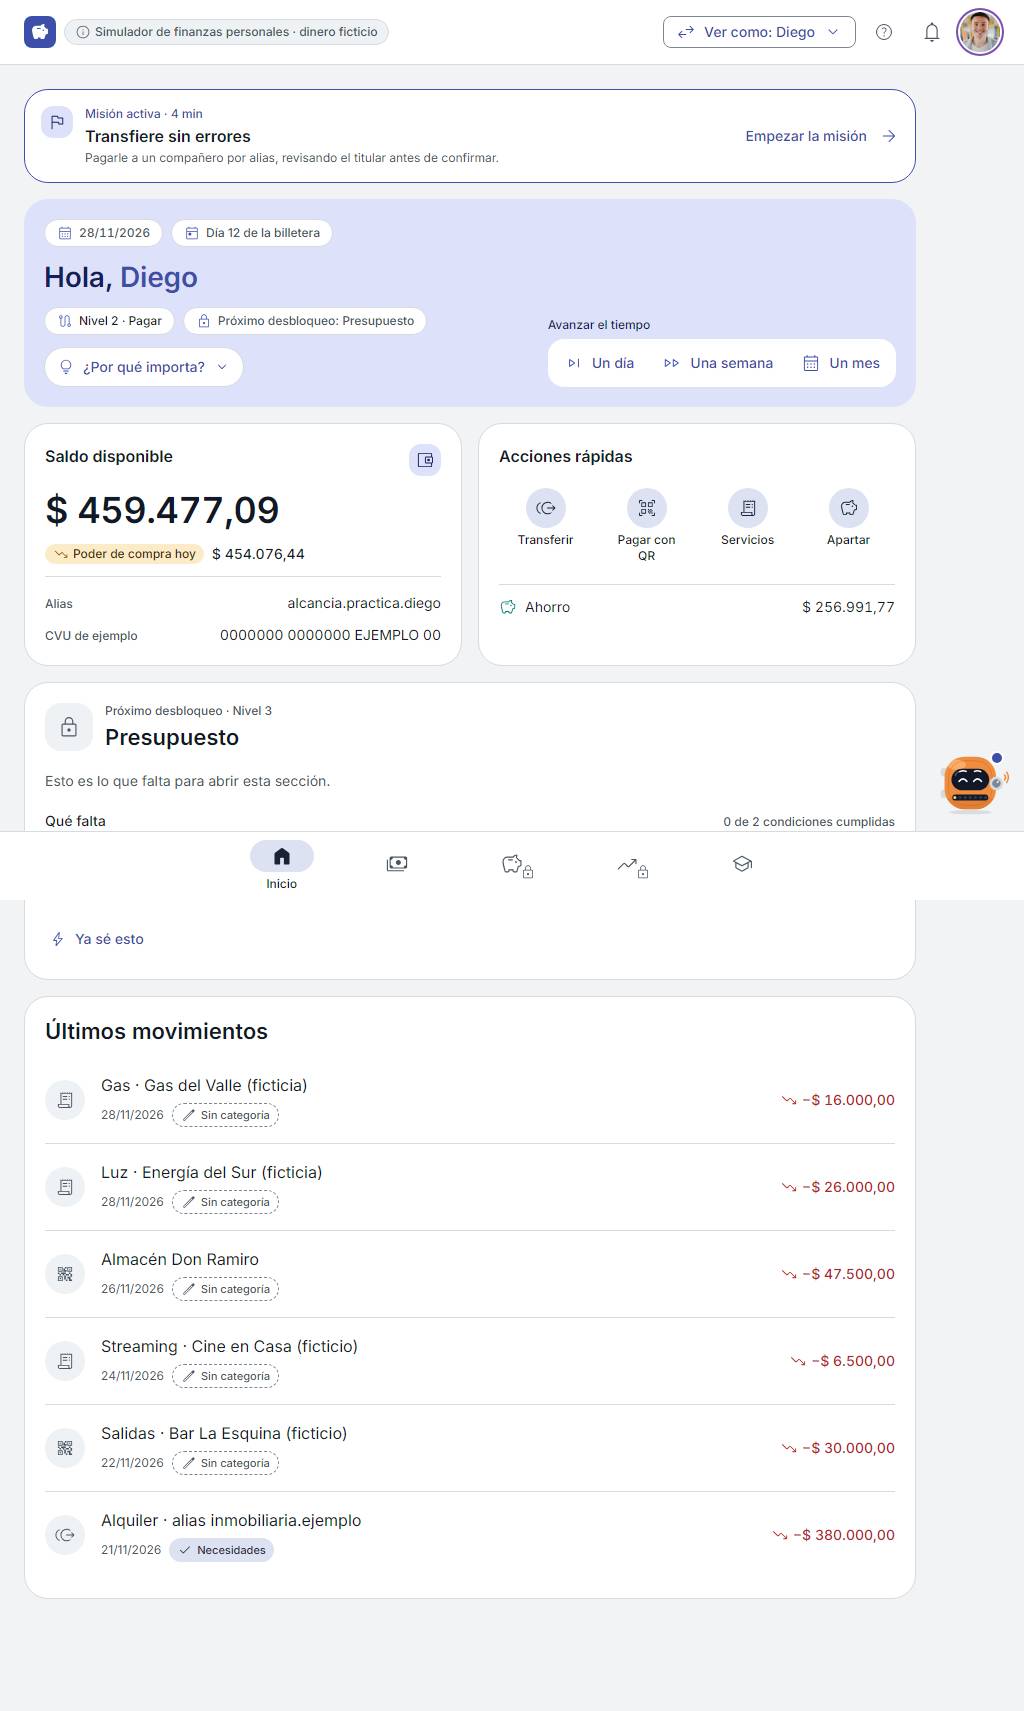 Simulador de finanzas personales · dinero ficticio
Ver como: Diego
Misión activa · 4 min
Transfiere sin errores
Pagarle a un compañero por alias, revisando el titular antes de confirmar.
Empezar la misión
28/11/2026
Día 12 de la billetera
Hola, Diego
Nivel 2 · Pagar
Próximo desbloqueo: Presupuesto
¿Por qué importa?
Avanzar el tiempo
Un día
Una semana
Un mes
Saldo disponible
$ 459.477,09
Poder de compra hoy $ 454.076,44
Alias alcancia.practica.diego
CVU de ejemplo 0000000 0000000 EJEMPLO 00
Acciones rápidas
Transferir
Pagar con
QR
Servicios
Apartar
Ahorro $ 256.991,77
Próximo desbloqueo · Nivel 3
Presupuesto
Esto es lo que falta para abrir esta sección.
Qué falta 0 de 2 condiciones cumplidas
Inicio
Ya sé esto
Últimos movimientos
Gas · Gas del Valle (ficticia)
28/11/2026 Sin categoría
−$ 16.000,00
Luz · Energía del Sur (ficticia)
28/11/2026 Sin categoría
−$ 26.000,00
Almacén Don Ramiro
26/11/2026 Sin categoría
−$ 47.500,00
Streaming · Cine en Casa (ficticio)
24/11/2026 Sin categoría
−$ 6.500,00
Salidas · Bar La Esquina (ficticio)
22/11/2026 Sin categoría
−$ 30.000,00
Alquiler · alias inmobiliaria.ejemplo
21/11/2026 Necesidades
−$ 380.000,00